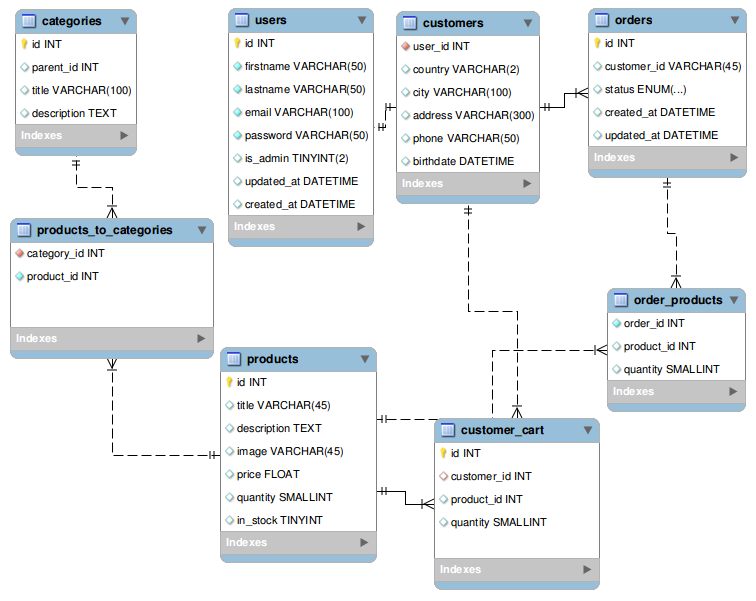 categories
id INT
parent_id INT
title VARCHAR(100)
description TEXT
Indexes
users
id INT
firstname VARCHAR(50)
lastname VARCHAR(50)
email VARCHAR(100)
password VARCHAR(50)
is_admin TINYINT(2)
updated_at DATETIME
created_at DATETIME
Indexes
customers
user_id INT
country VARCHAR(2)
city VARCHAR(100)
address VARCHAR(300)
phone VARCHAR(50)
birthdate DATETIME
Indexes
orders
id INT
customer_id VARCHAR(45)
status ENUM(...)
created_at DATETIME
updated_at DATETIME
Indexes
products_to_categories
category_id INT
product_id INT
Indexes
order_products
order_id INT
product_id INT
quantity SMALLINT
Indexes
products
id INT
title VARCHAR(45)
description TEXT
image VARCHAR(45)
price FLOAT
quantity SMALLINT
in_stock TINYINT
Indexes
customer_cart
id INT
customer_id INT
product_id INT
quantity SMALLINT
Indexes